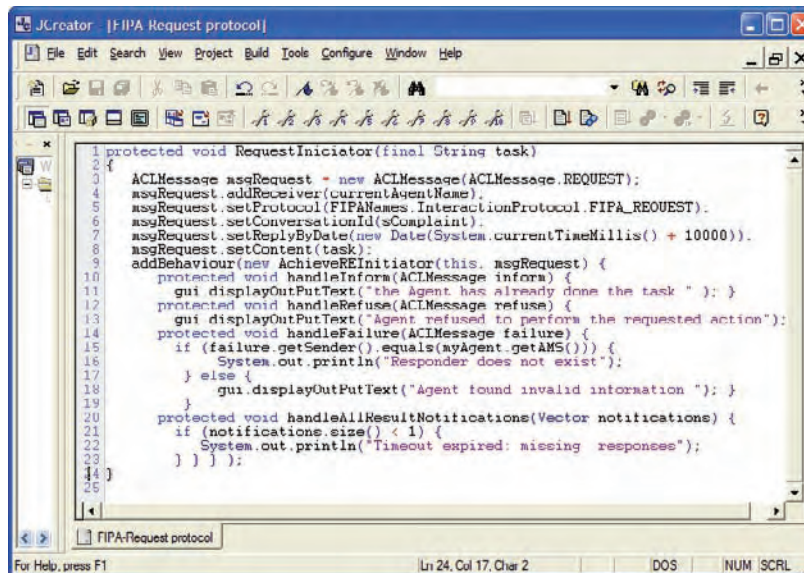 JCreator - [FIPA-Request protocol]
File Edit Search View Project Build Tools Configure Window Help
1 protected void RequestIniciator(final String task)
2 {
3 ACLMessage msgRequest = new ACLMessage(ACLMessage.REQUEST);
4 msgRequest.addReceiver(currentAgentName);
5 msgRequest.setProtocol(FIPANames.InteractionProtocol.FIPA_REQUEST);
6 msgRequest.setConversationId(sComplaint);
7 msgRequest.setReplyByDate(new Date(System.currentTimeMillis() + 10000));
8 msgRequest.setContent(task);
9 addBehaviour(new AchieveREInitiator(this, msgRequest) {
10 protected void handleInform(ACLMessage inform) {
11 gui.displayOutPutText("the Agent has already done the task " ); }
12 protected void handleRefuse(ACLMessage refuse) {
13 gui.displayOutPutText("Agent refused to perform the requested action");
14 protected void handleFailure(ACLMessage failure) {
15 if (failure.getSender().equals(myAgent.getAMS())) {
16 System.out.println("Responder does not exist");
17 } else {
18 gui.displayOutPutText("Agent found invalid information "); }
19 }
20 protected void handleAllResultNotifications(Vector notifications) {
21 if (notifications.size() < 1) {
22 System.out.println("Timeout expired: missing responses");
23 } } } );
24 }
25
FIPA-Request protocol
For Help, press F1 Ln 24, Col 17, Char 2 DOS NUM SCRL